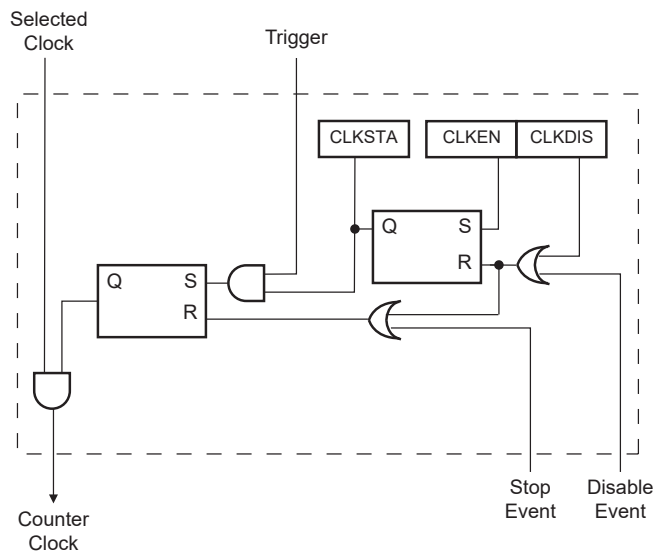 Selected
Clock
Trigger
CLKSTA
CLKEN
CLKDIS
Q
S
R
Q
S
R
Stop
Event
Disable
Event
Counter
Clock